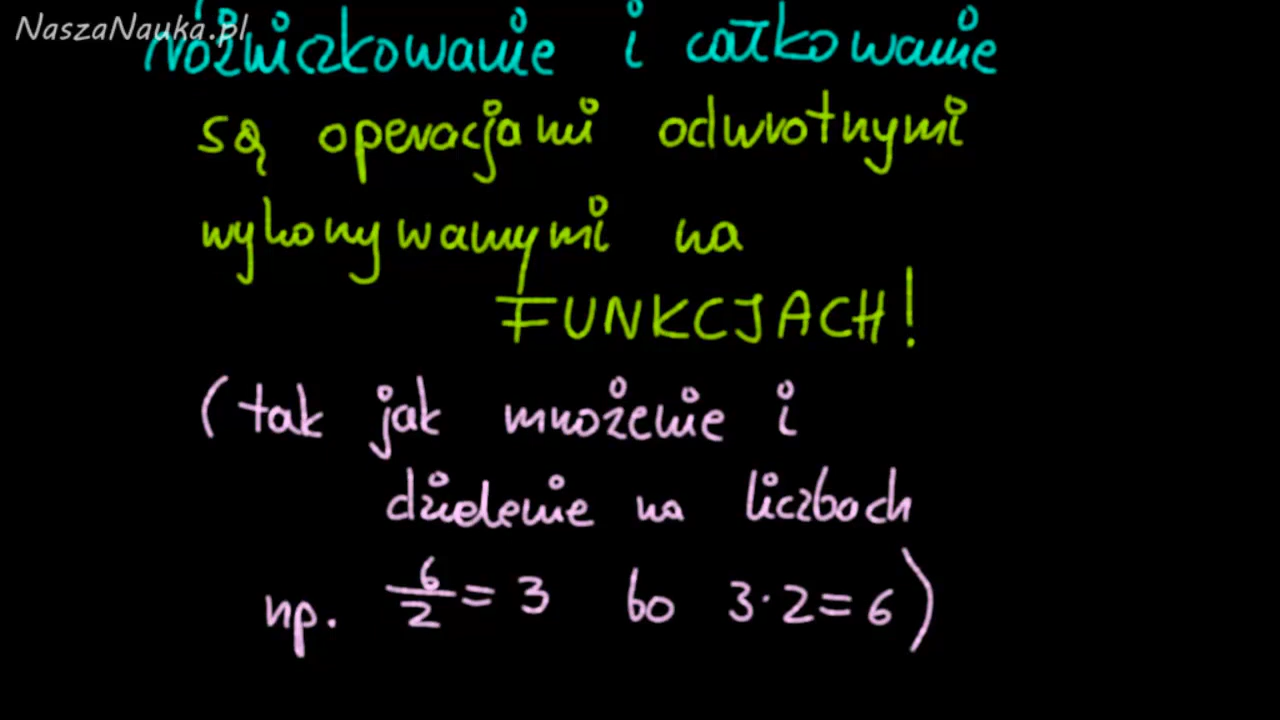 NaszaNauka.pl
różniczkowanie i całkowanie
są operacjami odwrotnymi
wykonywanymi na
FUNKCJACH!
(tak jak mnożenie i
dzielenie na liczbach
np. 6/2 = 3 bo 3·2=6)